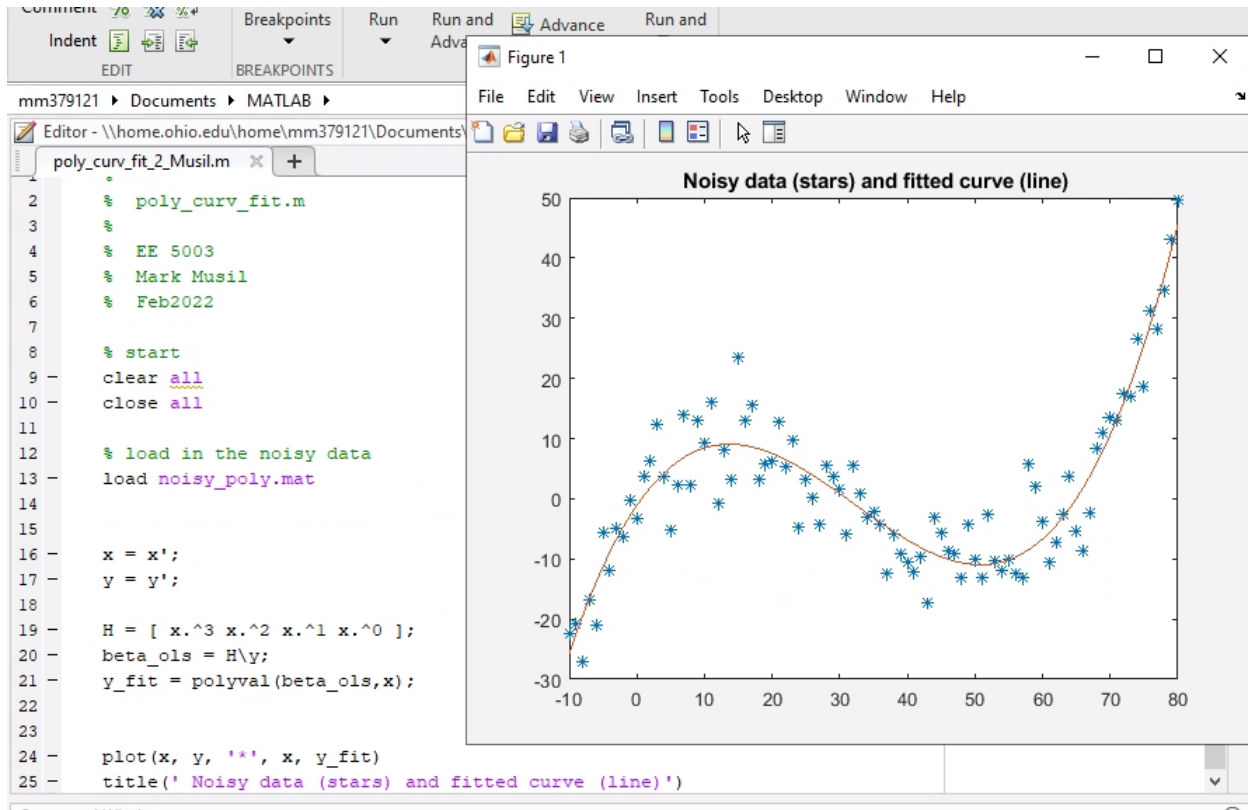 Comment
Indent
EDIT
Breakpoints
BREAKPOINTS
Run
Run and
Advance
Run and
mm379121 Documents MATLAB
Editor - \\home.ohio.edu\home\mm379121\Documents\
poly_curv_fit_2_Musil.m
1 %
2 % poly_curv_fit.m
3 %
4 % EE 5003
5 % Mark Musil
6 % Feb2022
7
8 % start
9 - clear all
10 - close all
11
12 % load in the noisy data
13 - load noisy_poly.mat
14
15
16 - x = x';
17 - y = y';
18
19 - H = [ x.^3 x.^2 x.^1 x.^0 ];
20 - beta_ols = H\y;
21 - y_fit = polyval(beta_ols,x);
22
23
24 - plot(x, y, '*', x, y_fit)
25 - title(' Noisy data (stars) and fitted curve (line)')
Figure 1
File Edit View Insert Tools Desktop Window Help
Noisy data (stars) and fitted curve (line)
50
40
30
20
10
0
-10
-20
-30
-10 0 10 20 30 40 50 60 70 80